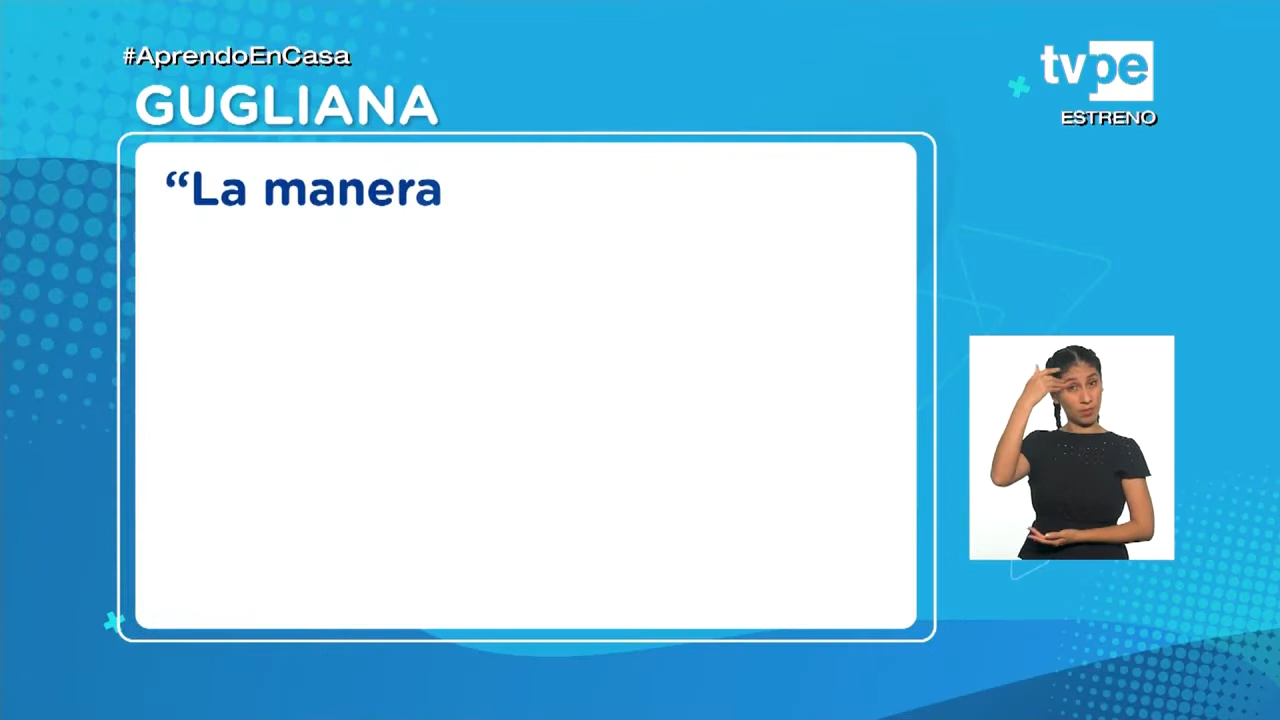 #AprendoEnCasa
GUGLIANA
tvpe
ESTRENO
“La manera